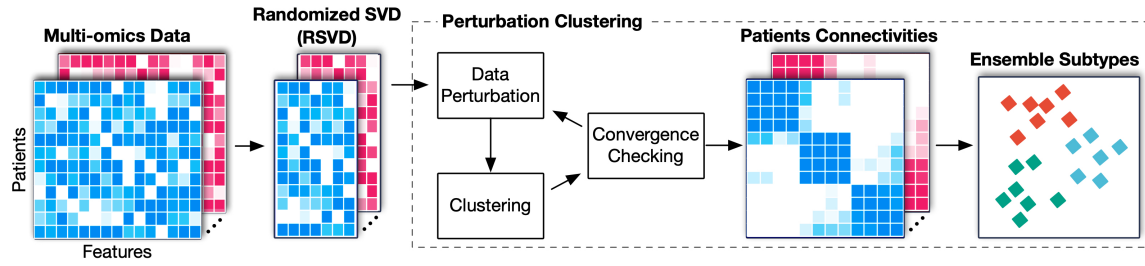 Multi-omics Data
Patients
Features
Randomized SVD
(RSVD)
Perturbation Clustering
Data
Perturbation
Clustering
Convergence
Checking
Patients Connectivities
Ensemble Subtypes